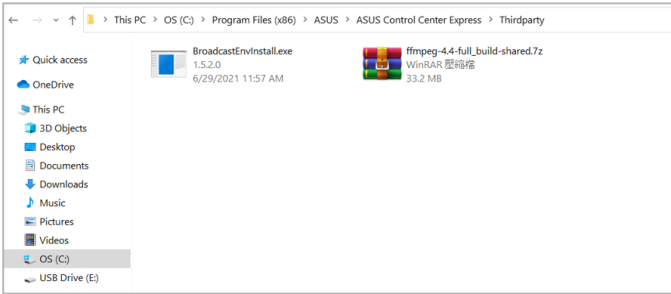 This PC > OS (C:) > Program Files (x86) > ASUS > ASUS Control Center Express > Thirdparty
Quick access
OneDrive
This PC
3D Objects
Desktop
Documents
Downloads
Music
Pictures
Videos
OS (C:)
USB Drive (E:)
BroadcastEnvInstall.exe
1.5.2.0
6/29/2021 11:57 AM
ffmpeg-4.4-full_build-shared.7z
WinRAR 壓縮檔
33.2 MB